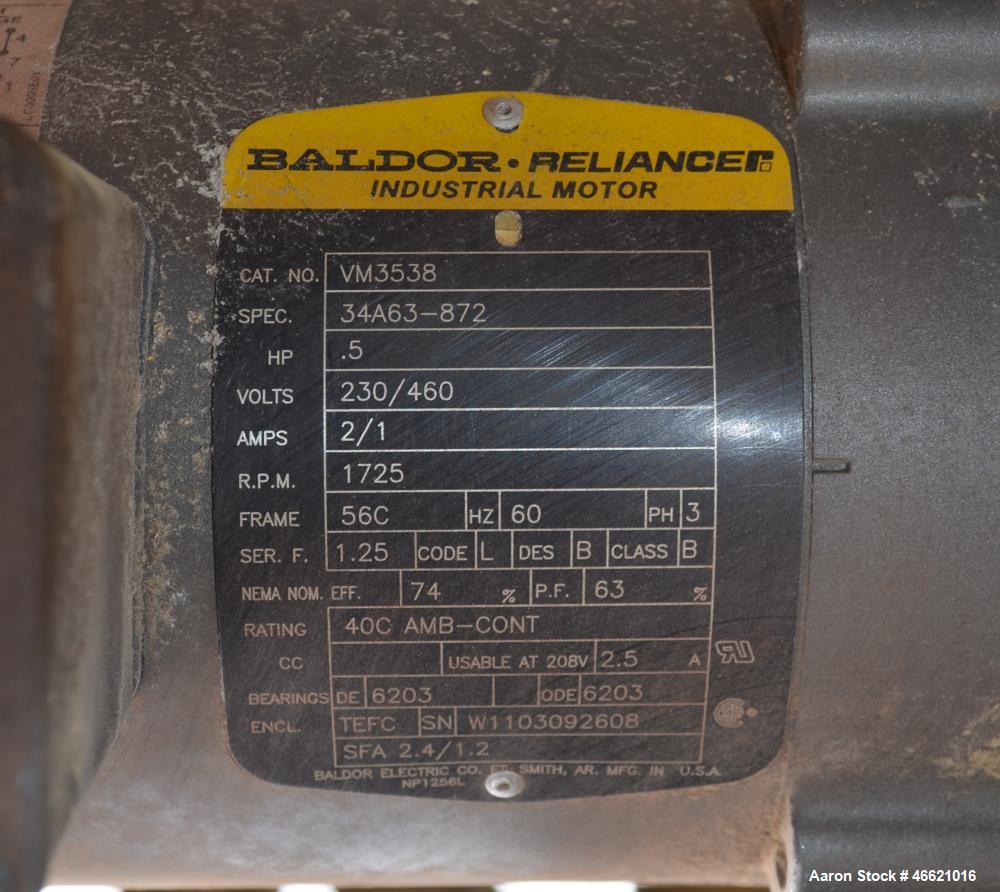 BALDOR • RELIANCER
INDUSTRIAL MOTOR
CAT. NO. VM3538
SPEC. 34A63-872
HP .5
VOLTS 230/460
AMPS 2/1
R.P.M. 1725
FRAME 56C HZ 60 PH 3
SER. F. 1.25 CODE L DES B CLASS B
NEMA NOM. EFF. 74 % P.F. 63 %
RATING 40C AMB-CONT
CC USABLE AT 208V 2.5 A
BEARINGS DE 6203 ODE 6203
ENCL. TEFC SN W1103092608
SFA 2.4/1.2
BALDOR ELECTRIC CO. FT. SMITH, AR. MFG. IN U.S.A.
NP1256L
Aaron Stock # 46621016